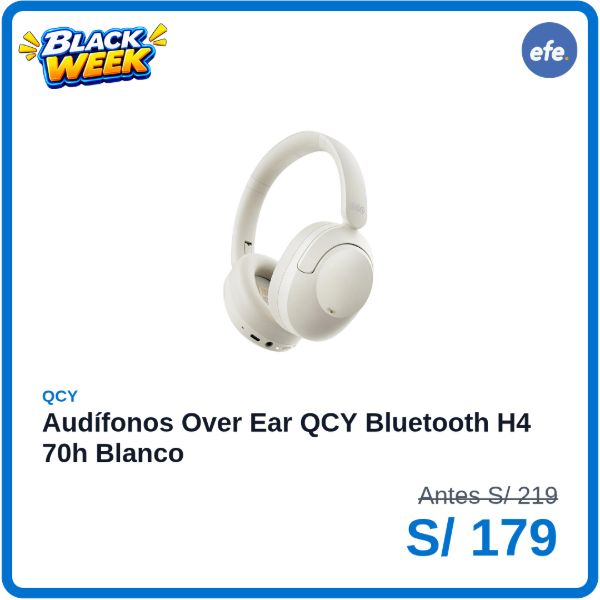 BLACK
WEEK
efe.
QCY
Audífonos Over Ear QCY Bluetooth H4
70h Blanco
Antes S/ 219
S/ 179